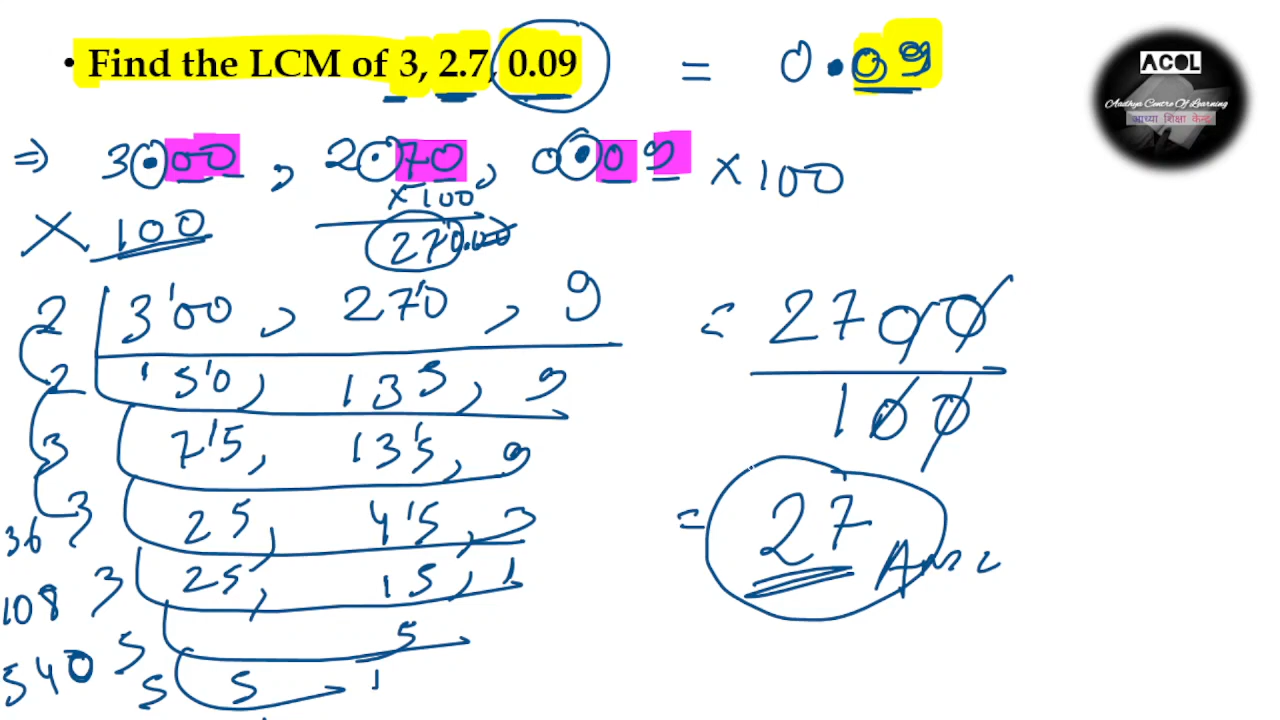 • Find the LCM of 3, 2.7, 0.09 = 0.09
ACOL
Aadhya Centre Of Learning
आध्या शिक्षा केन्द्र
⇒ 3.00, 2.70, 0.09 × 100
× 100
× 100
270.00
2 | 300, 270, 9
2 | 150, 135, 9
3 | 75, 135, 9
3 | 25, 45, 3
3 | 25, 15, 1
5 | 5
5 | 5 1
36
108
540
= 2700
100
= 27 Ans